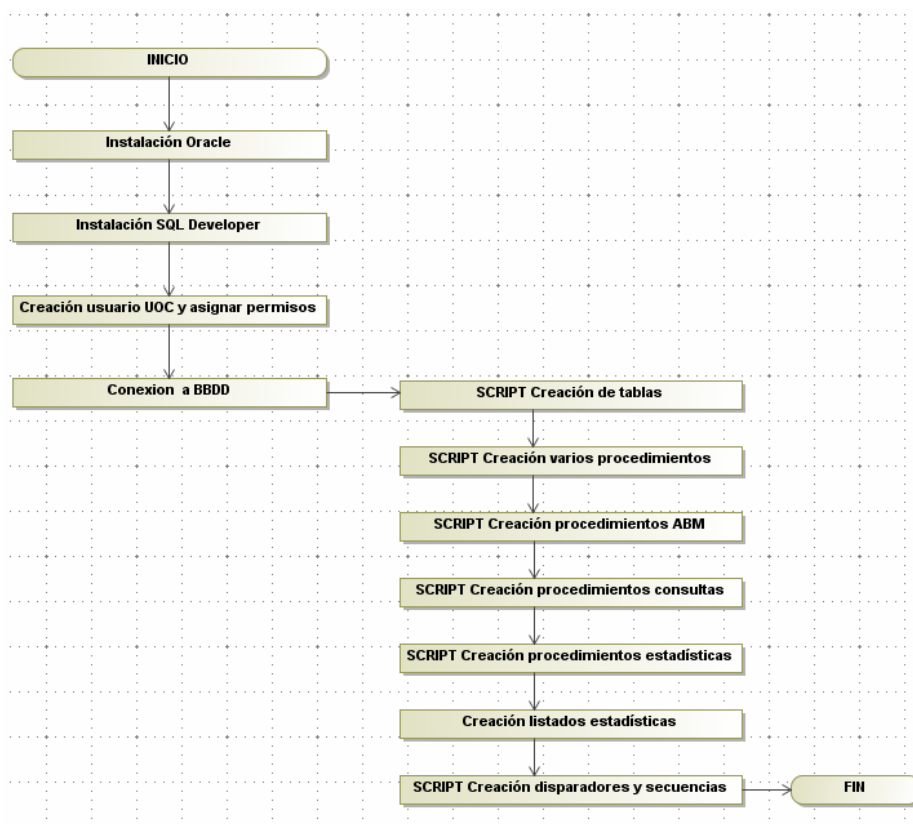 INICIO
Instalación Oracle
Instalación SQL Developer
Creación usuario UOC y asignar permisos
Conexion a BBDD
SCRIPT Creación de tablas
SCRIPT Creación varios procedimientos
SCRIPT Creación procedimientos ABM
SCRIPT Creación procedimientos consultas
SCRIPT Creación procedimientos estadísticas
Creación listados estadísticas
SCRIPT Creación disparadores y secuencias
FIN